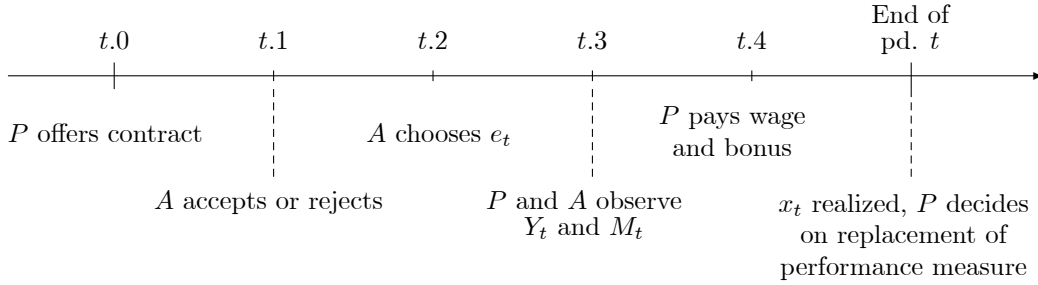 t.0
t.1
t.2
t.3
t.4
End of
pd. t
P offers contract
A accepts or rejects
A chooses e_t
P and A observe
Y_t and M_t
P pays wage
and bonus
x_t realized, P decides
on replacement of
performance measure